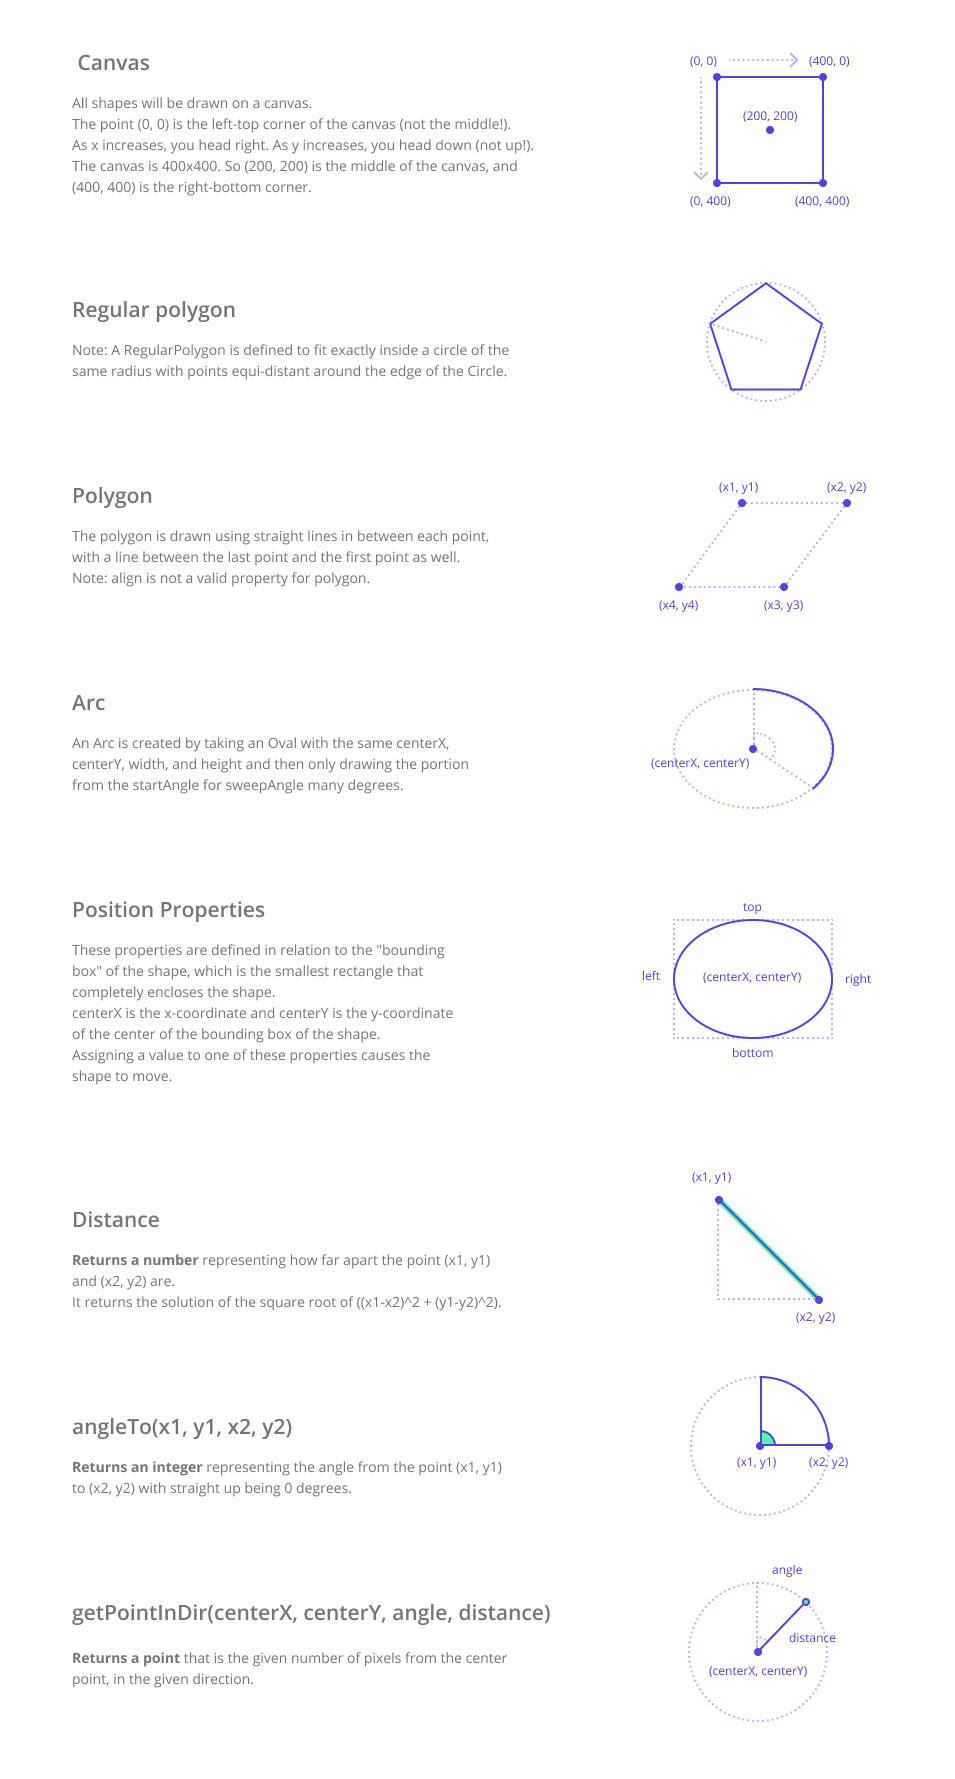 Canvas
All shapes will be drawn on a canvas.
The point (0, 0) is the left-top corner of the canvas (not the middle!).
As x increases, you head right. As y increases, you head down (not up!).
The canvas is 400x400. So (200, 200) is the middle of the canvas, and
(400, 400) is the right-bottom corner.
(0, 0)
(400, 0)
(200, 200)
(0, 400)
(400, 400)
Regular polygon
Note: A RegularPolygon is defined to fit exactly inside a circle of the
same radius with points equi-distant around the edge of the Circle.
Polygon
The polygon is drawn using straight lines in between each point,
with a line between the last point and the first point as well.
Note: align is not a valid property for polygon.
(x1, y1)
(x2, y2)
(x4, y4)
(x3, y3)
Arc
An Arc is created by taking an Oval with the same centerX,
centerY, width, and height and then only drawing the portion
from the startAngle for sweepAngle many degrees.
(centerX, centerY)
Position Properties
These properties are defined in relation to the "bounding
box" of the shape, which is the smallest rectangle that
completely encloses the shape.
centerX is the x-coordinate and centerY is the y-coordinate
of the center of the bounding box of the shape.
Assigning a value to one of these properties causes the
shape to move.
top
left
(centerX, centerY)
right
bottom
Distance
Returns a number representing how far apart the point (x1, y1)
and (x2, y2) are.
It returns the solution of the square root of ((x1-x2)^2 + (y1-y2)^2).
(x1, y1)
(x2, y2)
angleTo(x1, y1, x2, y2)
Returns an integer representing the angle from the point (x1, y1)
to (x2, y2) with straight up being 0 degrees.
(x1, y1)
(x2, y2)
getPointInDir(centerX, centerY, angle, distance)
Returns a point that is the given number of pixels from the center
point, in the given direction.
angle
distance
(centerX, centerY)